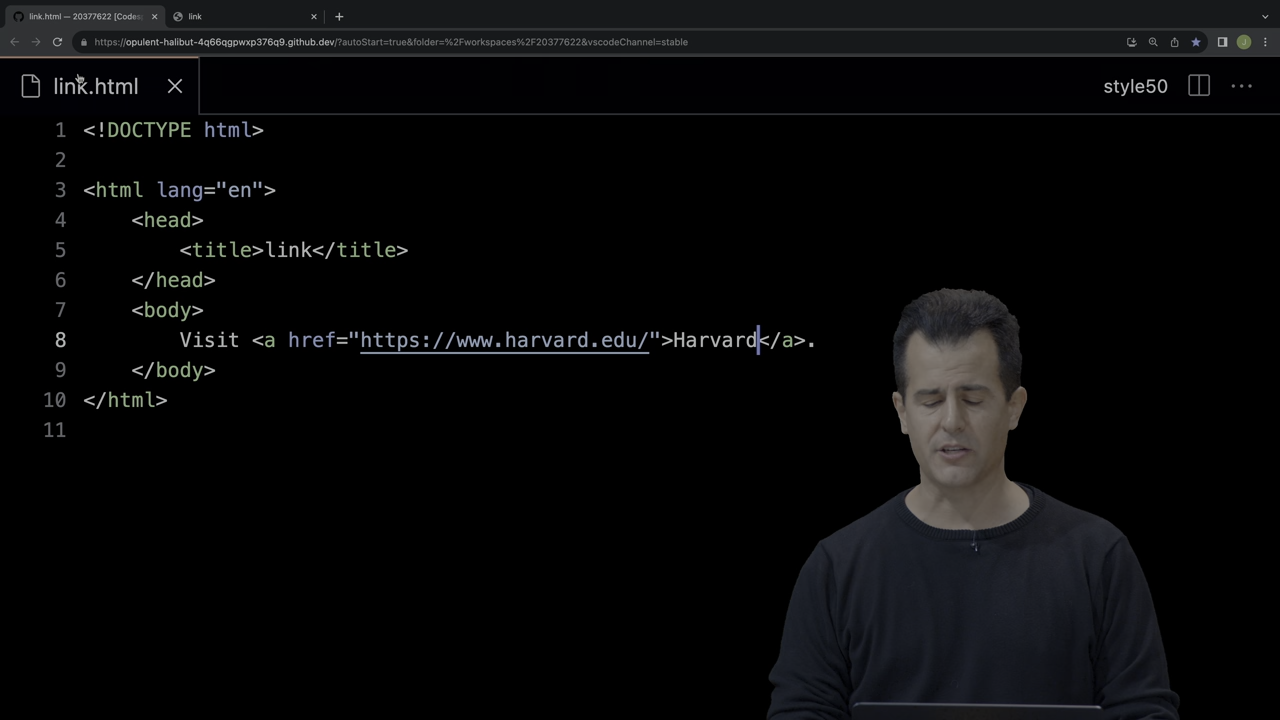 link.html — 20377622 [Codes
link
https://opulent-halibut-4q66qgpwxp376q9.github.dev/?autoStart=true&folder=%2Fworkspaces%2F20377622&vscodeChannel=stable
J
link.html
style50
1 <!DOCTYPE html>
2
3 <html lang="en">
4 <head>
5 <title>link</title>
6 </head>
7 <body>
8 Visit <a href="https://www.harvard.edu/">Harvard</a>.
9 </body>
10 </html>
11